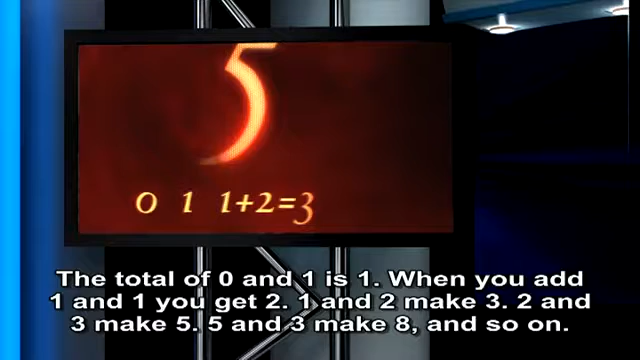 5
0 1 1+2=3
The total of 0 and 1 is 1. When you add
1 and 1 you get 2. 1 and 2 make 3. 2 and
3 make 5. 5 and 3 make 8, and so on.